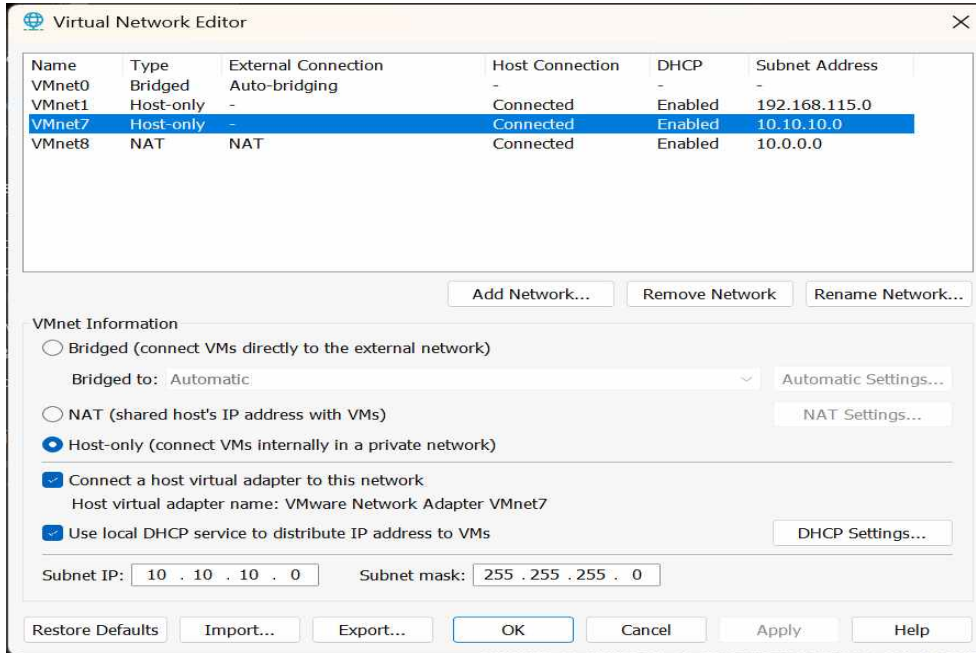 Virtual Network Editor
Name Type External Connection Host Connection DHCP Subnet Address
VMnet0 Bridged Auto-bridging - - -
VMnet1 Host-only - Connected Enabled 192.168.115.0
VMnet7 Host-only - Connected Enabled 10.10.10.0
VMnet8 NAT NAT Connected Enabled 10.0.0.0
Add Network... Remove Network Rename Network...
VMnet Information
Bridged (connect VMs directly to the external network)
Bridged to: Automatic Automatic Settings...
NAT (shared host's IP address with VMs) NAT Settings...
Host-only (connect VMs internally in a private network)
Connect a host virtual adapter to this network
Host virtual adapter name: VMware Network Adapter VMnet7
Use local DHCP service to distribute IP address to VMs DHCP Settings...
Subnet IP: 10 . 10 . 10 . 0 Subnet mask: 255 . 255 . 255 . 0
Restore Defaults Import... Export... OK Cancel Apply Help